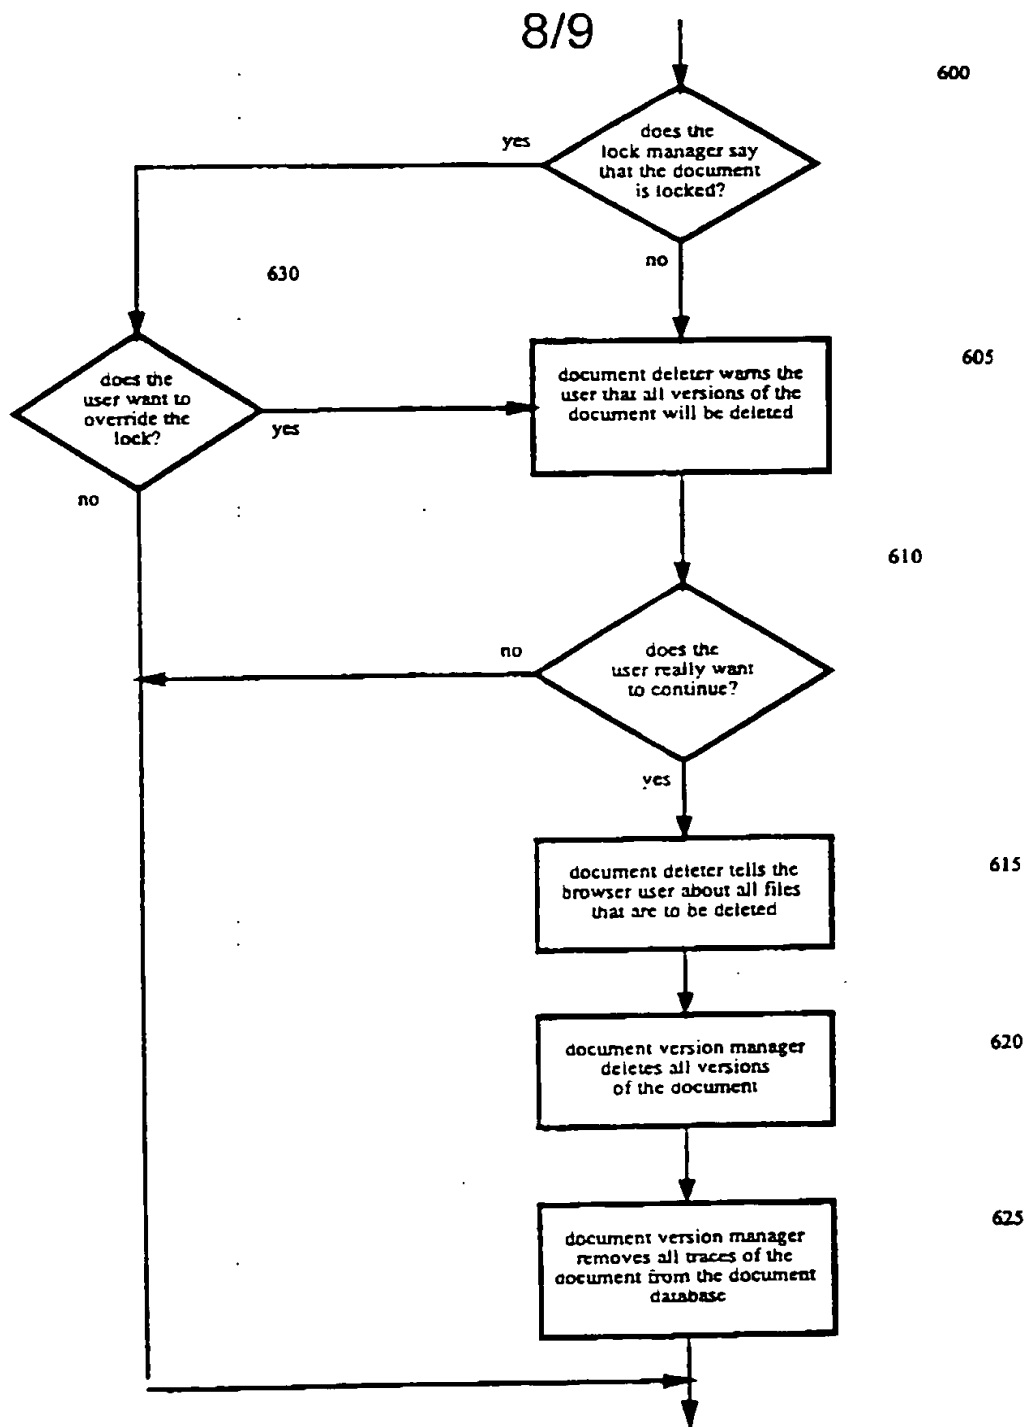 8/9
600
does the
lock manager say
that the document
is locked?
yes
no
630
does the
user want to
override the
lock?
yes
no
605
document deleter warns the
user that all versions of the
document will be deleted
610
does the
user really want
to continue?
no
yes
615
document deleter tells the
browser user about all files
that are to be deleted
620
document version manager
deletes all versions
of the document
625
document version manager
removes all traces of the
document from the document
database